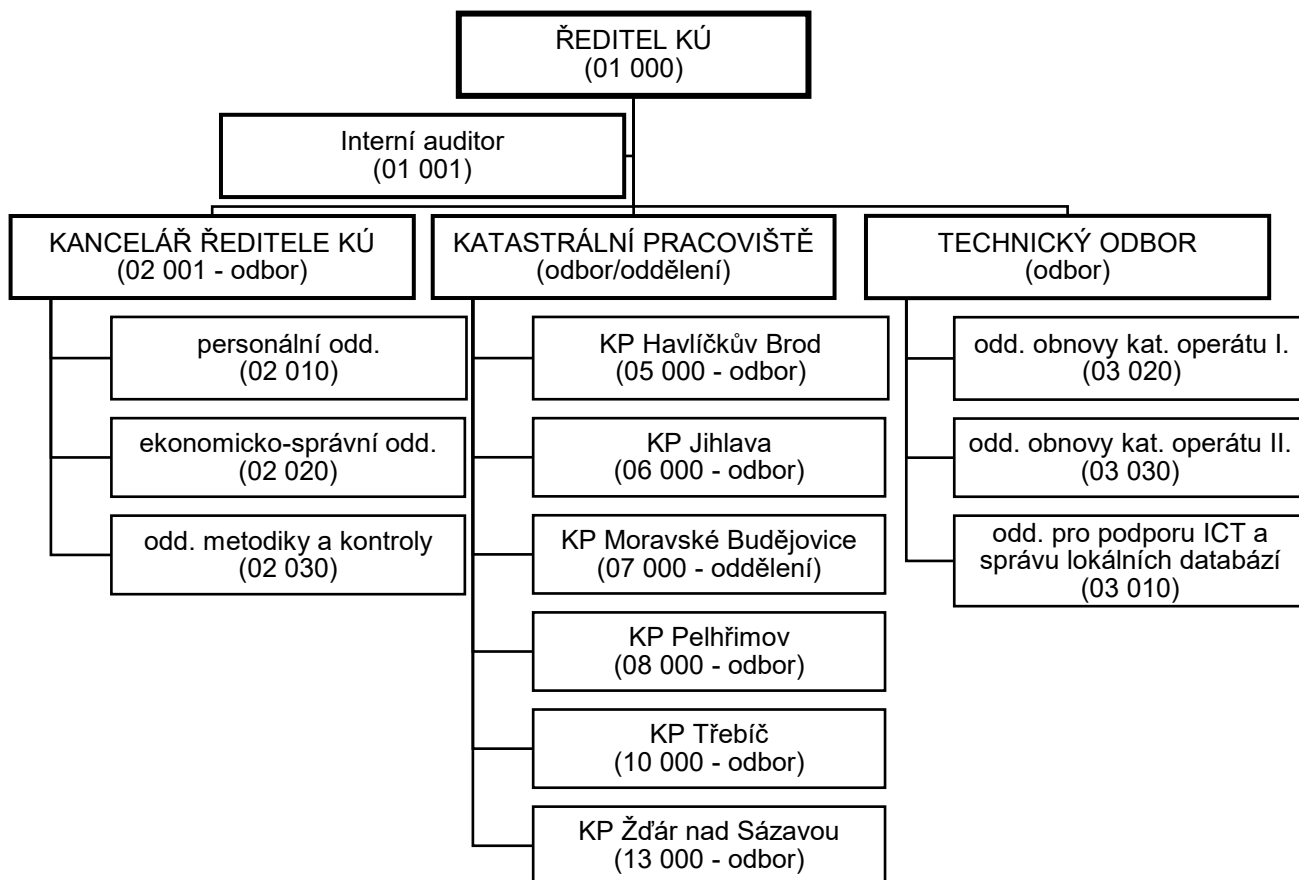 ŘEDITEL KÚ
(01 000)
Interní auditor
(01 001)
KANCELÁŘ ŘEDITELE KÚ
(02 001 - odbor)
personální odd.
(02 010)
ekonomicko-správní odd.
(02 020)
odd. metodiky a kontroly
(02 030)
KATASTRÁLNÍ PRACOVIŠTĚ
(odbor/oddělení)
KP Havlíčkův Brod
(05 000 - odbor)
KP Jihlava
(06 000 - odbor)
KP Moravské Budějovice
(07 000 - oddělení)
KP Pelhřimov
(08 000 - odbor)
KP Třebíč
(10 000 - odbor)
KP Žďár nad Sázavou
(13 000 - odbor)
TECHNICKÝ ODBOR
(odbor)
odd. obnovy kat. operátu I.
(03 020)
odd. obnovy kat. operátu II.
(03 030)
odd. pro podporu ICT a
správu lokálních databází
(03 010)